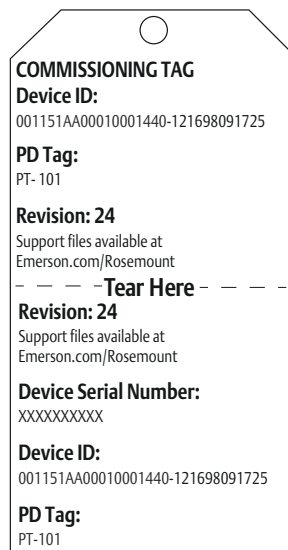 COMMISSIONING TAG
Device ID:
001151AA00010001440-121698091725
PD Tag:
PT- 101
Revision: 24
Support files available at
Emerson.com/Rosemount
Tear Here
Revision: 24
Support files available at
Emerson.com/Rosemount
Device Serial Number:
XXXXXXXXXX
Device ID:
001151AA00010001440-121698091725
PD Tag:
PT-101